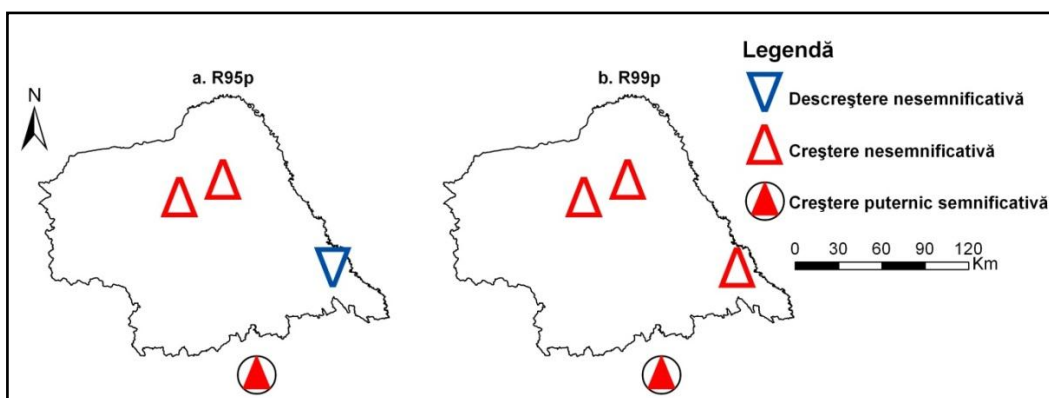 a. R95p
b. R99p
N
Legendă
Descreştere nesemnificativă
Creştere nesemnificativă
Creştere puternic semnificativă
0 30 60 90 120
Km